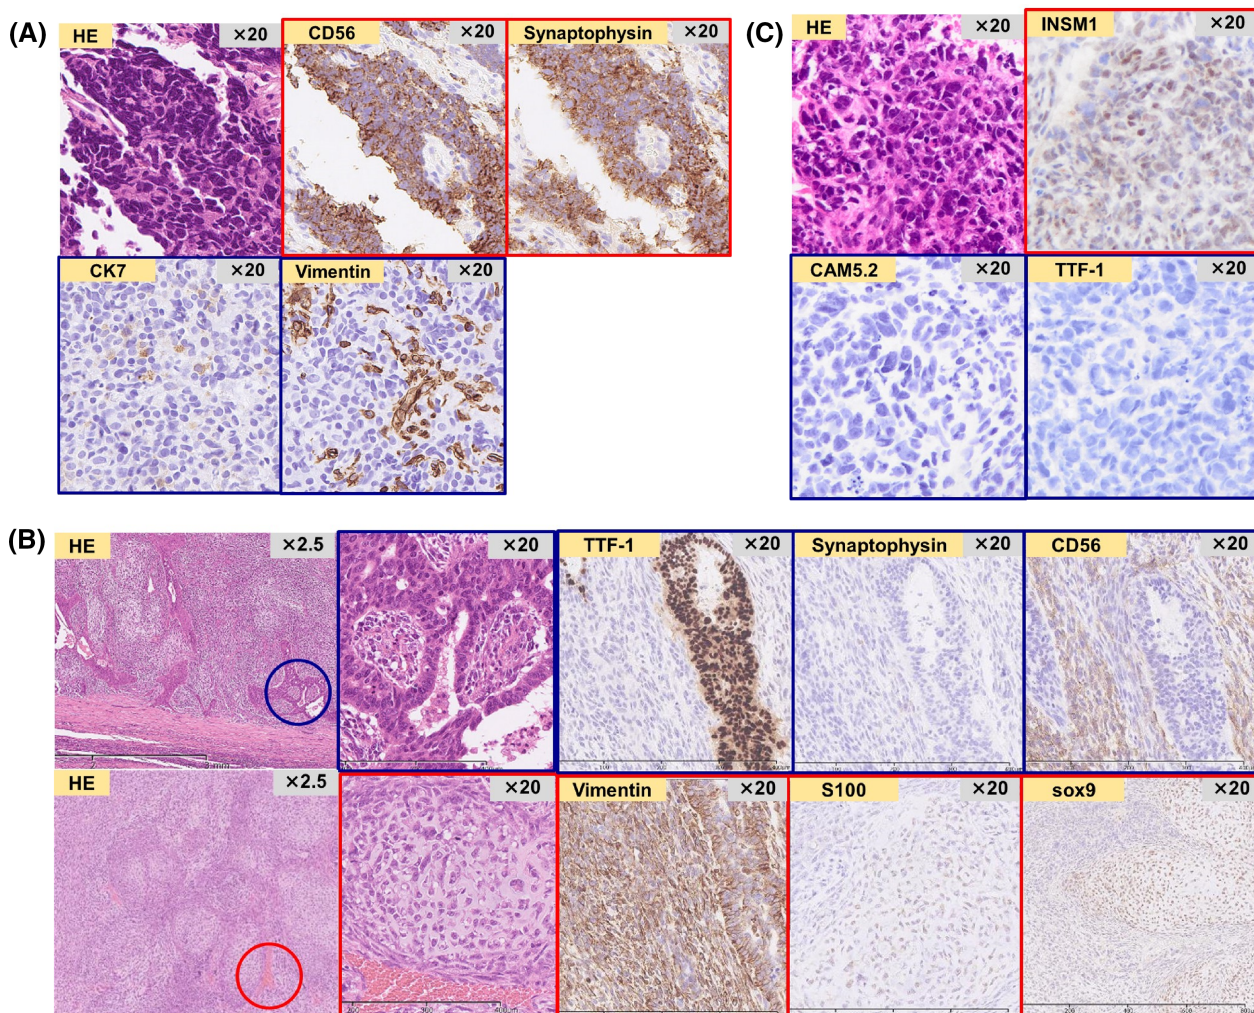 (A)
HE ×20
CD56 ×20
Synaptophysin ×20
CK7 ×20
Vimentin ×20
(C)
HE ×20
INSM1 ×20
CAM5.2 ×20
TTF-1 ×20
(B)
HE ×2.5
×20
TTF-1 ×20
Synaptophysin ×20
CD56 ×20
HE ×2.5
×20
Vimentin ×20
S100 ×20
sox9 ×20